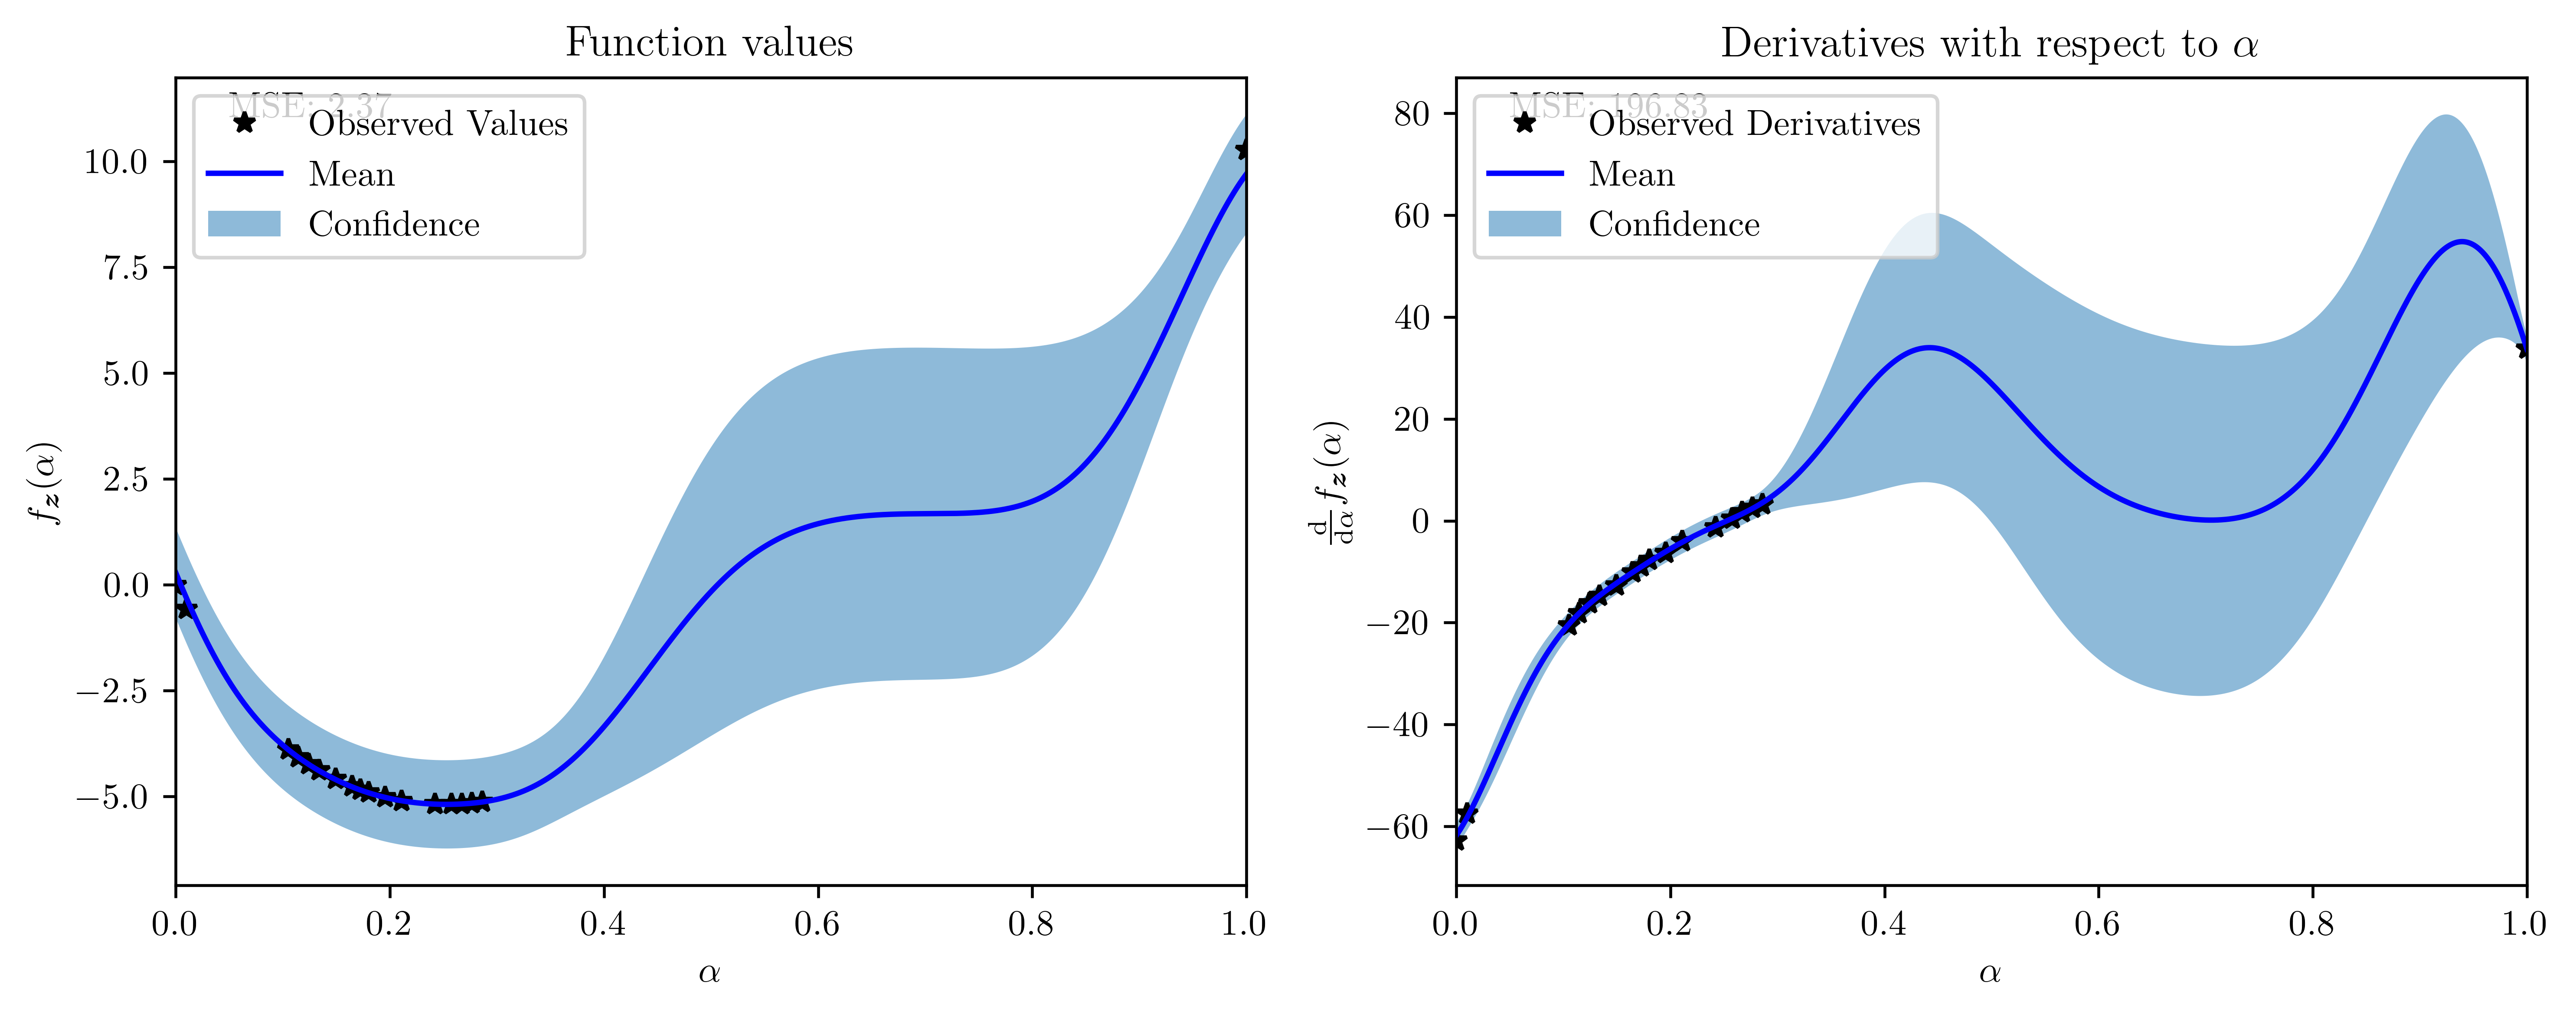 Function values
MSE: 2.37
Observed Values
Mean
Confidence
10.0
7.5
5.0
2.5
0.0
−2.5
−5.0
f_z(α)
0.0 0.2 0.4 0.6 0.8 1.0
α
Derivatives with respect to α
MSE: 196.83
Observed Derivatives
Mean
Confidence
80
60
40
20
0
−20
−40
−60
d/dα f_z(α)
0.0 0.2 0.4 0.6 0.8 1.0
α